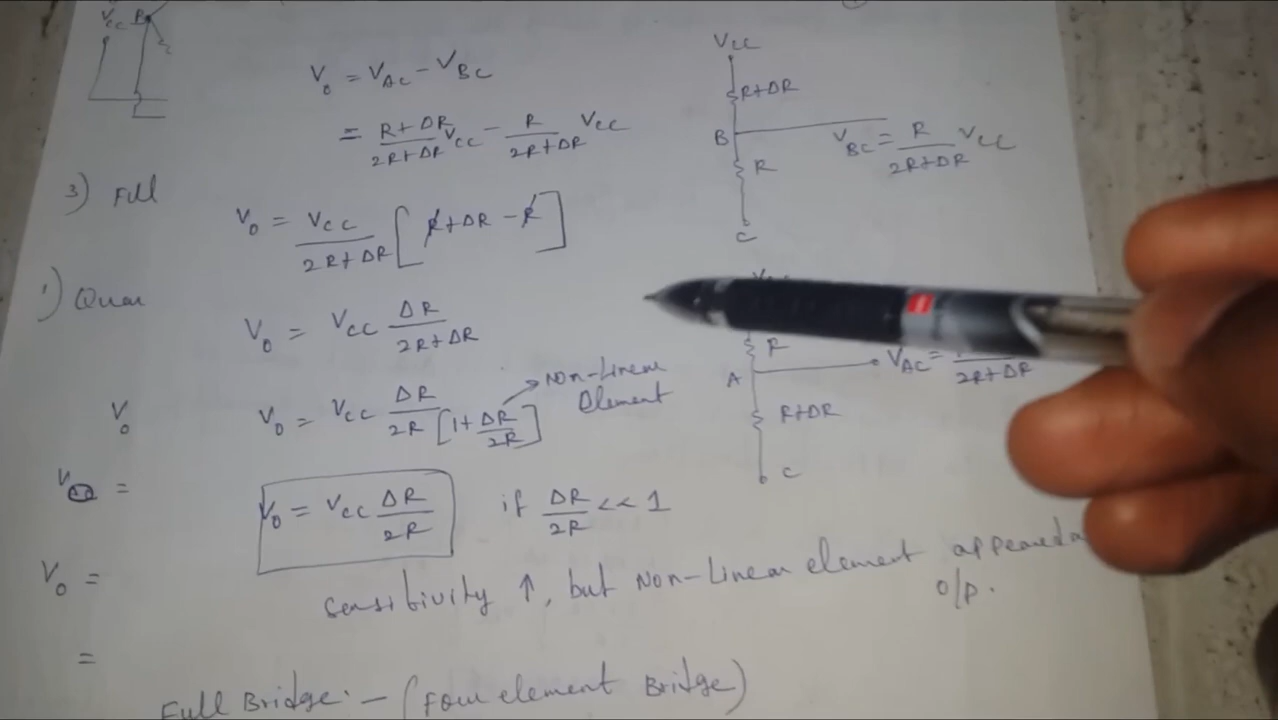 Vcc B
V₀ = V_AC − V_BC
= (R+ΔR)/(2R+ΔR) Vcc − R/(2R+ΔR) Vcc
V₀ = Vcc/(2R+ΔR) [R+ΔR − R]
V₀ = Vcc ΔR/(2R+ΔR)
V₀ = Vcc ΔR/(2R[1+ΔR/2R]) → Non-Linear
Element
V₀ = Vcc ΔR/2R if ΔR/2R << 1
Sensitivity ↑, but Non-Linear element
o/p.
Full Bridge:- (Four element Bridge)
Vcc
R+ΔR
B
V_BC = R/(2R+ΔR) Vcc
R
C
R
A V_AC =
2R+ΔR
R+ΔR
C
3) Full
1) Quar
V₀
=
V₀ =
=